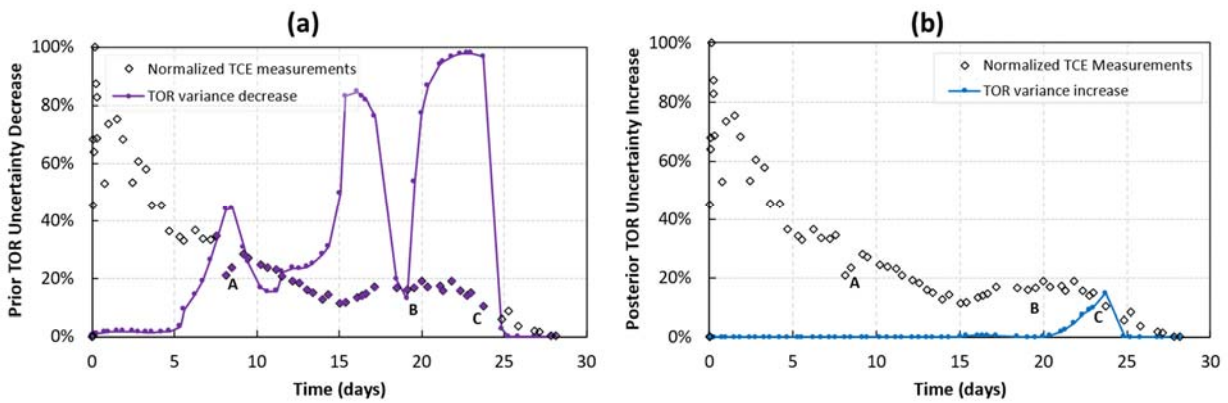 (a)
Prior TOR Uncertainty Decrease
100%
80%
60%
40%
20%
0%
Normalized TCE measurements
TOR variance decrease
A
B
C
0
5
10
15
20
25
30
Time (days)
(b)
Posterior TOR Uncertainty Increase
100%
80%
60%
40%
20%
0%
Normalized TCE Measurements
TOR variance increase
A
B
C
0
5
10
15
20
25
30
Time (days)